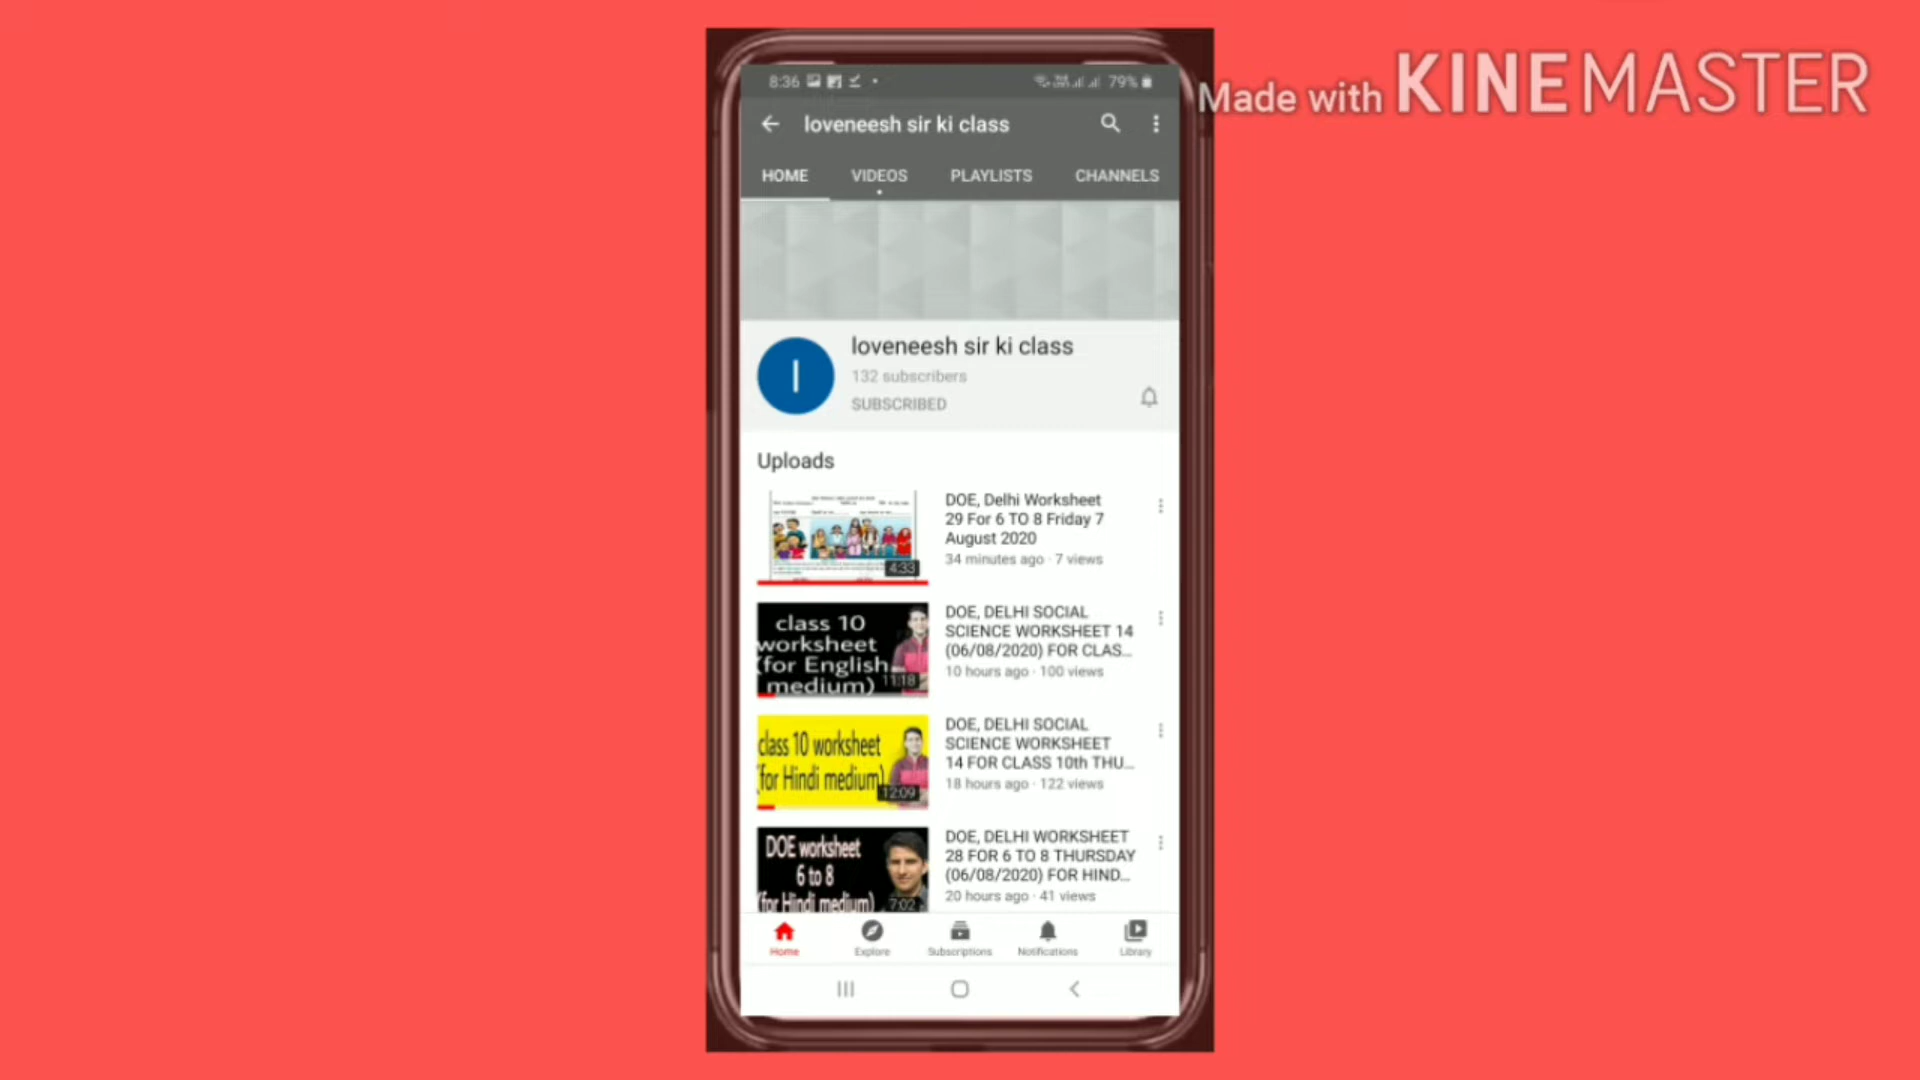 Made with KINEMASTER
8:36
79%
loveneesh sir ki class
HOME VIDEOS PLAYLISTS CHANNELS
l
loveneesh sir ki class
132 subscribers
SUBSCRIBED
Uploads
4:33
DOE, Delhi Worksheet
29 For 6 TO 8 Friday 7
August 2020
34 minutes ago · 7 views
class 10
worksheet
(for English
medium)
11:18
DOE, DELHI SOCIAL
SCIENCE WORKSHEET 14
(06/08/2020) FOR CLAS...
10 hours ago · 100 views
class 10 worksheet
(for Hindi medium)
12:09
DOE, DELHI SOCIAL
SCIENCE WORKSHEET
14 FOR CLASS 10th THU...
18 hours ago · 122 views
DOE worksheet
6 to 8
(for Hindi medium)
7:02
DOE, DELHI WORKSHEET
28 FOR 6 TO 8 THURSDAY
(06/08/2020) FOR HIND...
20 hours ago · 41 views
Home Explore Subscriptions Notifications Library